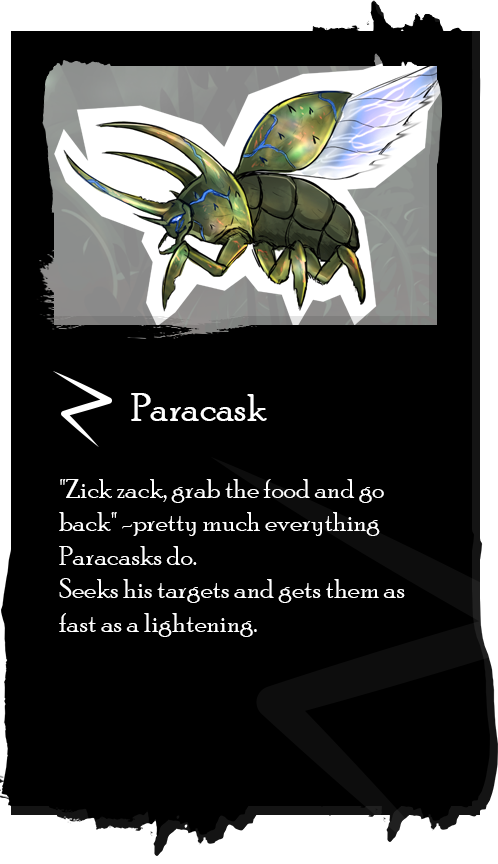 Paracask
"Zick zack, grab the food and go
back" ~pretty much everything
Paracasks do.
Seeks his targets and gets them as
fast as a lightening.